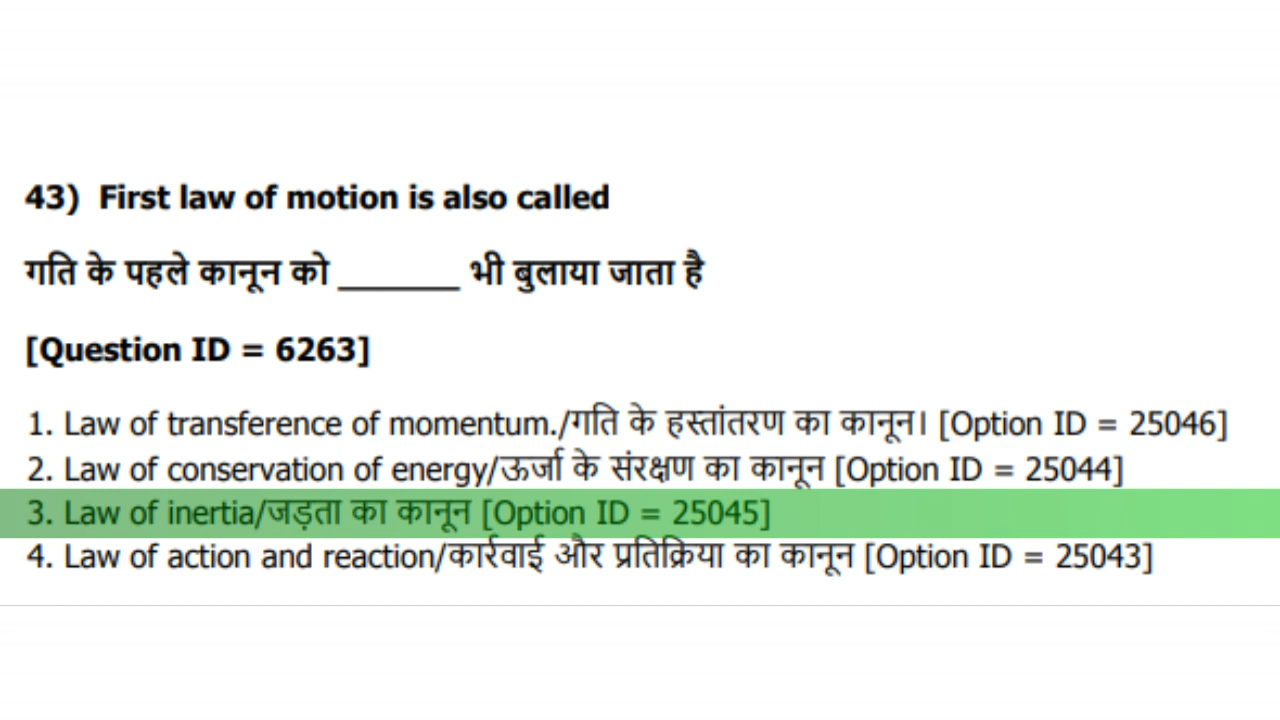 43) First law of motion is also called
गति के पहले कानून को _______ भी बुलाया जाता है
[Question ID = 6263]
1. Law of transference of momentum./गति के हस्तांतरण का कानून। [Option ID = 25046]
2. Law of conservation of energy/ऊर्जा के संरक्षण का कानून [Option ID = 25044]
3. Law of inertia/जड़ता का कानून [Option ID = 25045]
4. Law of action and reaction/कार्रवाई और प्रतिक्रिया का कानून [Option ID = 25043]